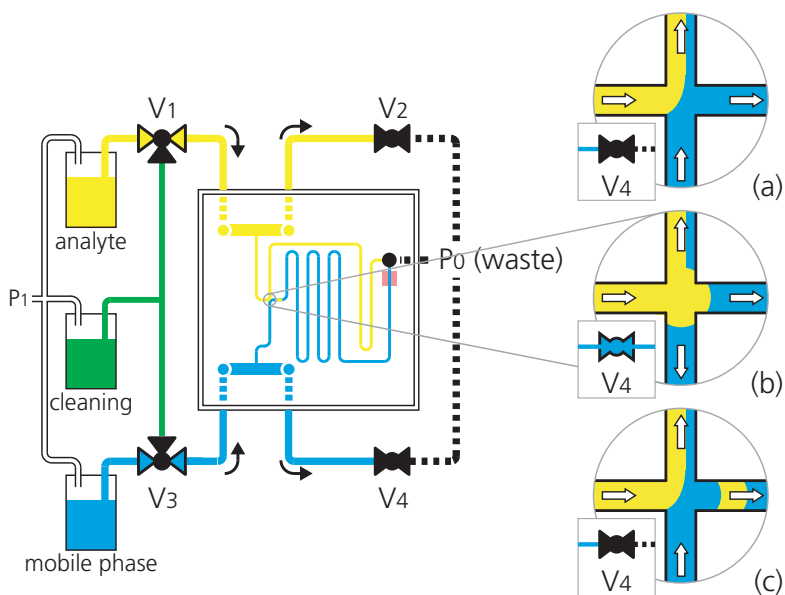 V1
V2
analyte
P1
P0 (waste)
cleaning
V3
V4
mobile phase
V4
(a)
V4
(b)
V4
(c)